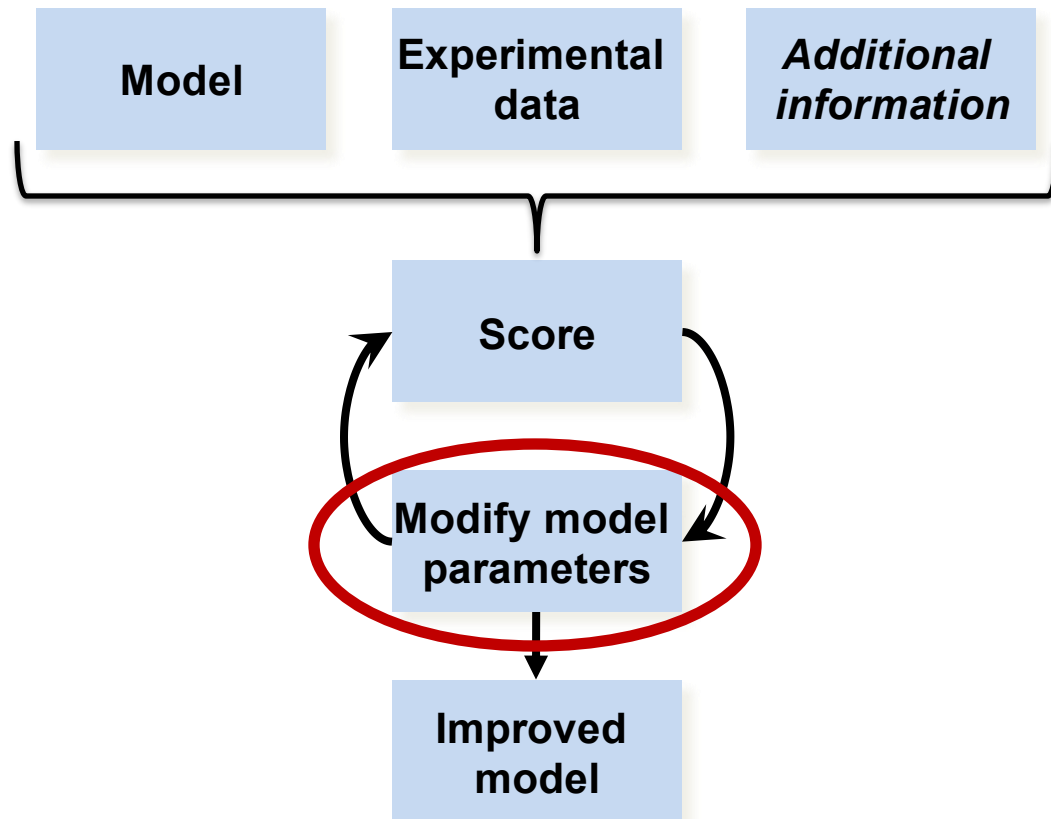 Model
Experimental
data
Additional
information
Score
Modify model
parameters
Improved
model